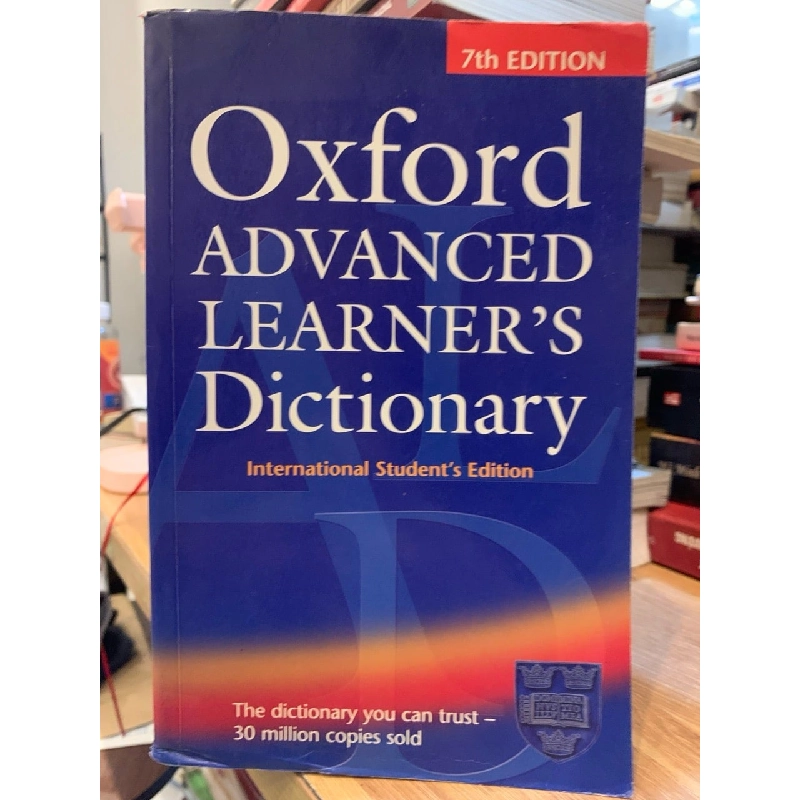 7th EDITION
Oxford
ADVANCED
LEARNER'S
Dictionary
International Student's Edition
The dictionary you can trust –
30 million copies sold